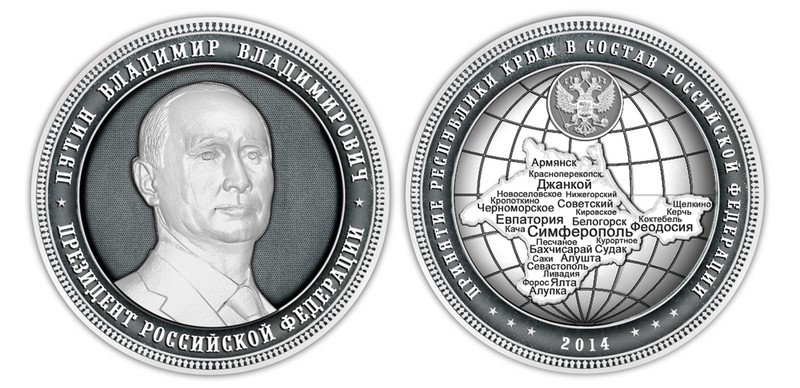 ПУТИН ВЛАДИМИР ВЛАДИМИРОВИЧ
ПРЕЗИДЕНТ РОССИЙСКОЙ ФЕДЕРАЦИИ
ПРИНЯТИЕ РЕСПУБЛИКИ КРЫМ В СОСТАВ РОССИЙСКОЙ ФЕДЕРАЦИИ
Армянск
Красноперекопск
Джанкой
Новоселовское Нижнегорский
Кропоткино
Черноморское Советский
Щелкино
Кировское
Керчь
Евпатория Белогорск
Коктебель
Кача Симферополь Феодосия
Песчаное Курортное
Бахчисарай Судак
Саки Алушта
Севастополь
Ливадия
Форос Ялта
Алупка
2014